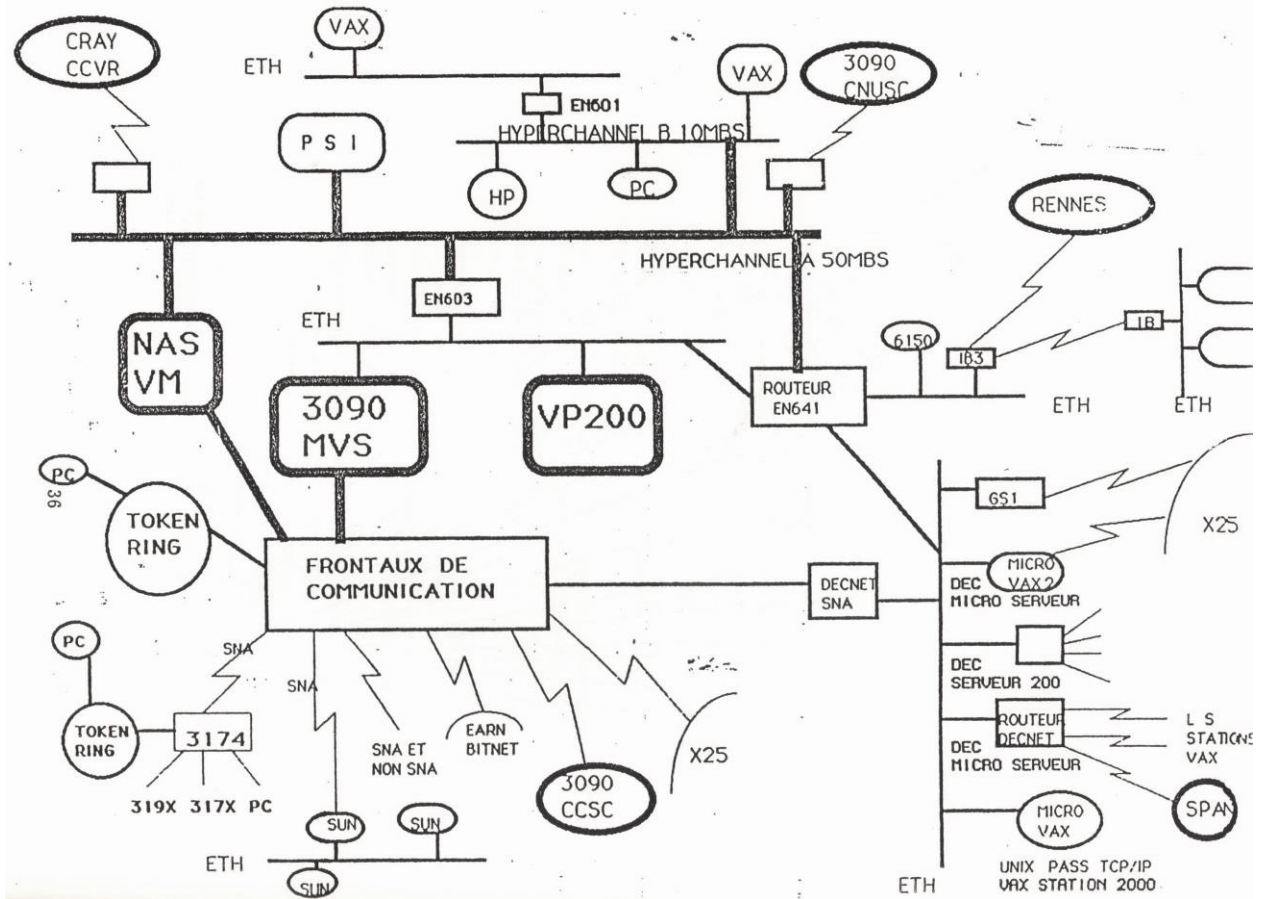 CRAY
CCVR
VAX
ETH
EN601
VAX
3090
CNUSC
HYPERCHANNEL B 10MBS
P S I
HP
PC
RENNES
HYPERCHANNEL A 50MBS
EN603
ETH
NAS
VM
3090
MVS
VP200
ROUTEUR
EN641
6150
IB3
IB
ETH
ETH
PC
36
TOKEN
RING
GS1
X25
FRONTAUX DE
COMMUNICATION
DECNET
SNA
MICRO
VAX2
DEC
MICRO SERVEUR
PC
SNA
SNA
DEC
SERVEUR 200
TOKEN
RING
3174
SNA ET
NON SNA
EARN
BITNET
X25
ROUTEUR
DECNET
DEC
MICRO SERVEUR
L S
STATIONS
VAX
319X 317X PC
3090
CCSC
SPAN
SUN
SUN
MICRO
VAX
ETH
SUN
ETH
UNIX PASS TCP/IP
VAX STATION 2000